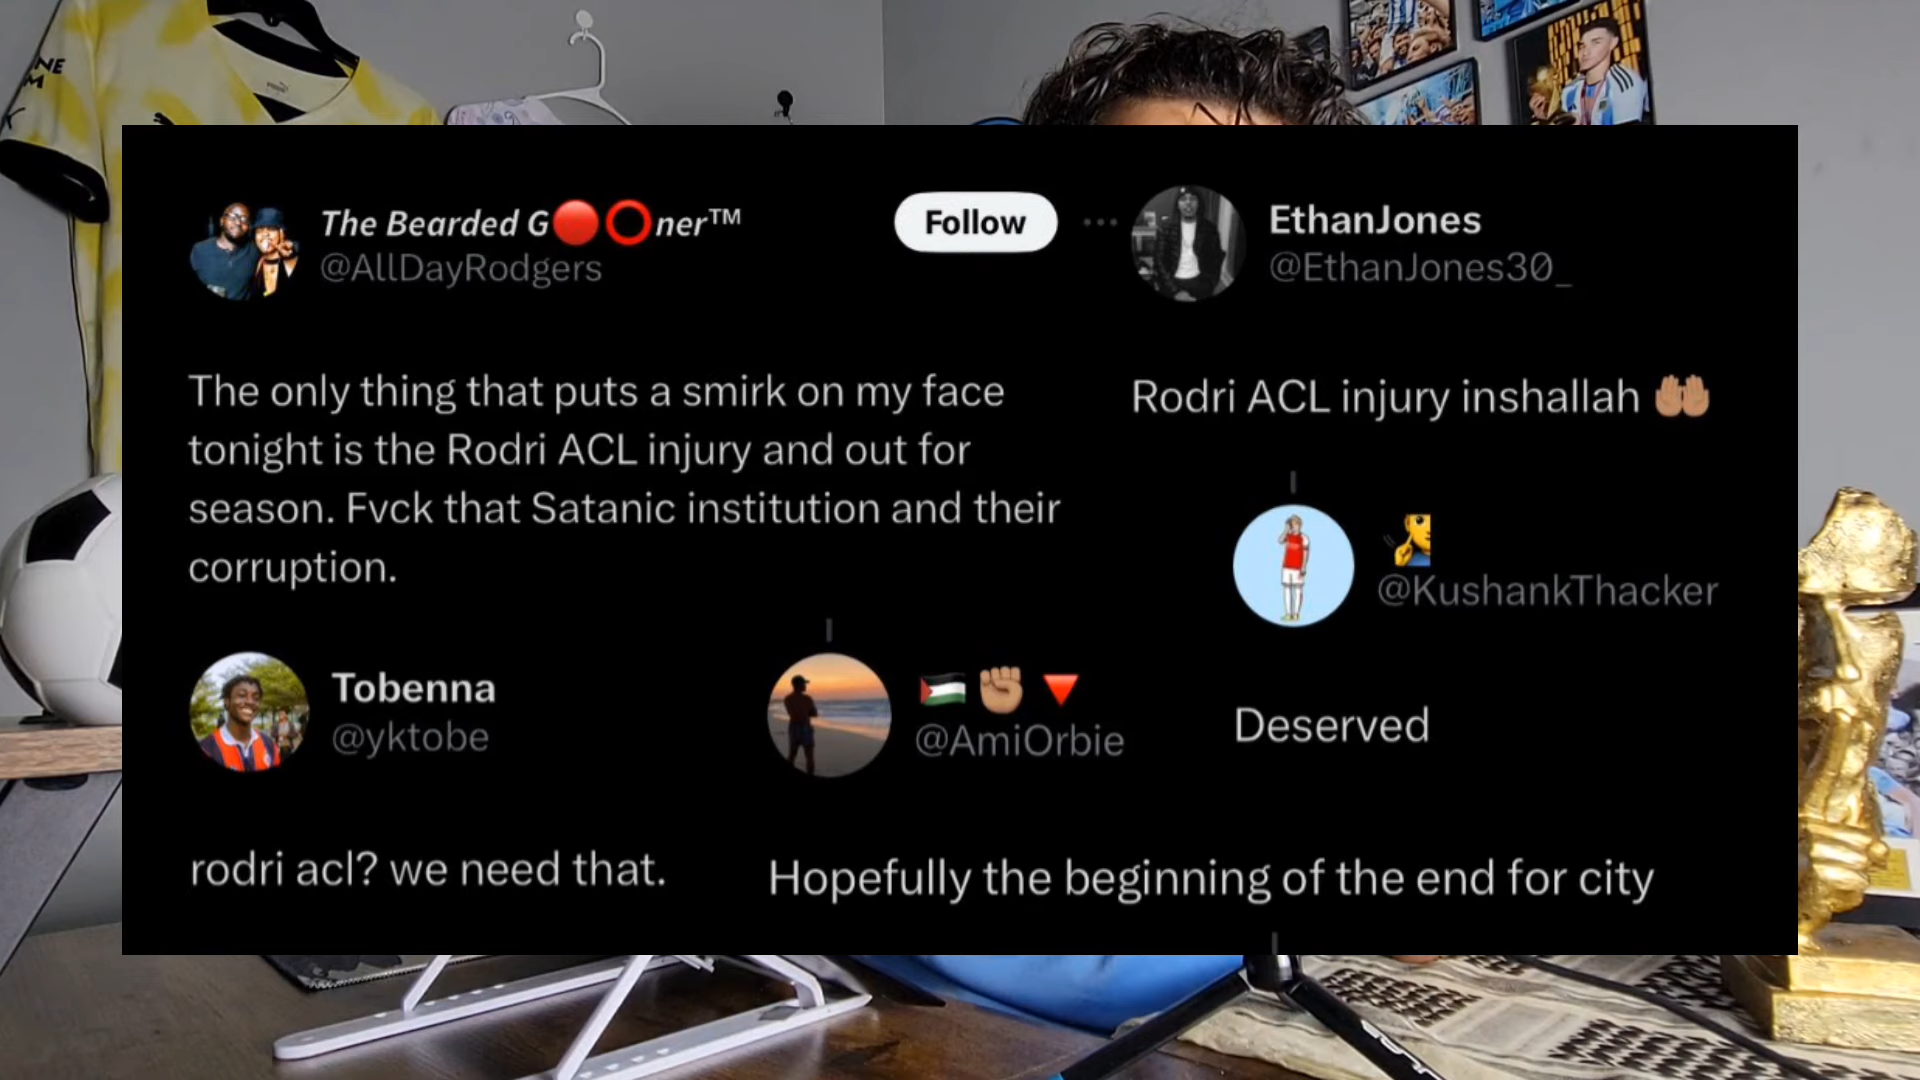 The Bearded G🔴⭕ner™
@AllDayRodgers
Follow
The only thing that puts a smirk on my face
tonight is the Rodri ACL injury and out for
season. Fvck that Satanic institution and their
corruption.
EthanJones
@EthanJones30_
Rodri ACL injury inshallah 🤲🏽
@KushankThacker
Deserved
Tobenna
@yktobe
rodri acl? we need that.
🇵🇸✊🏽🔻
@AmiOrbie
Hopefully the beginning of the end for city